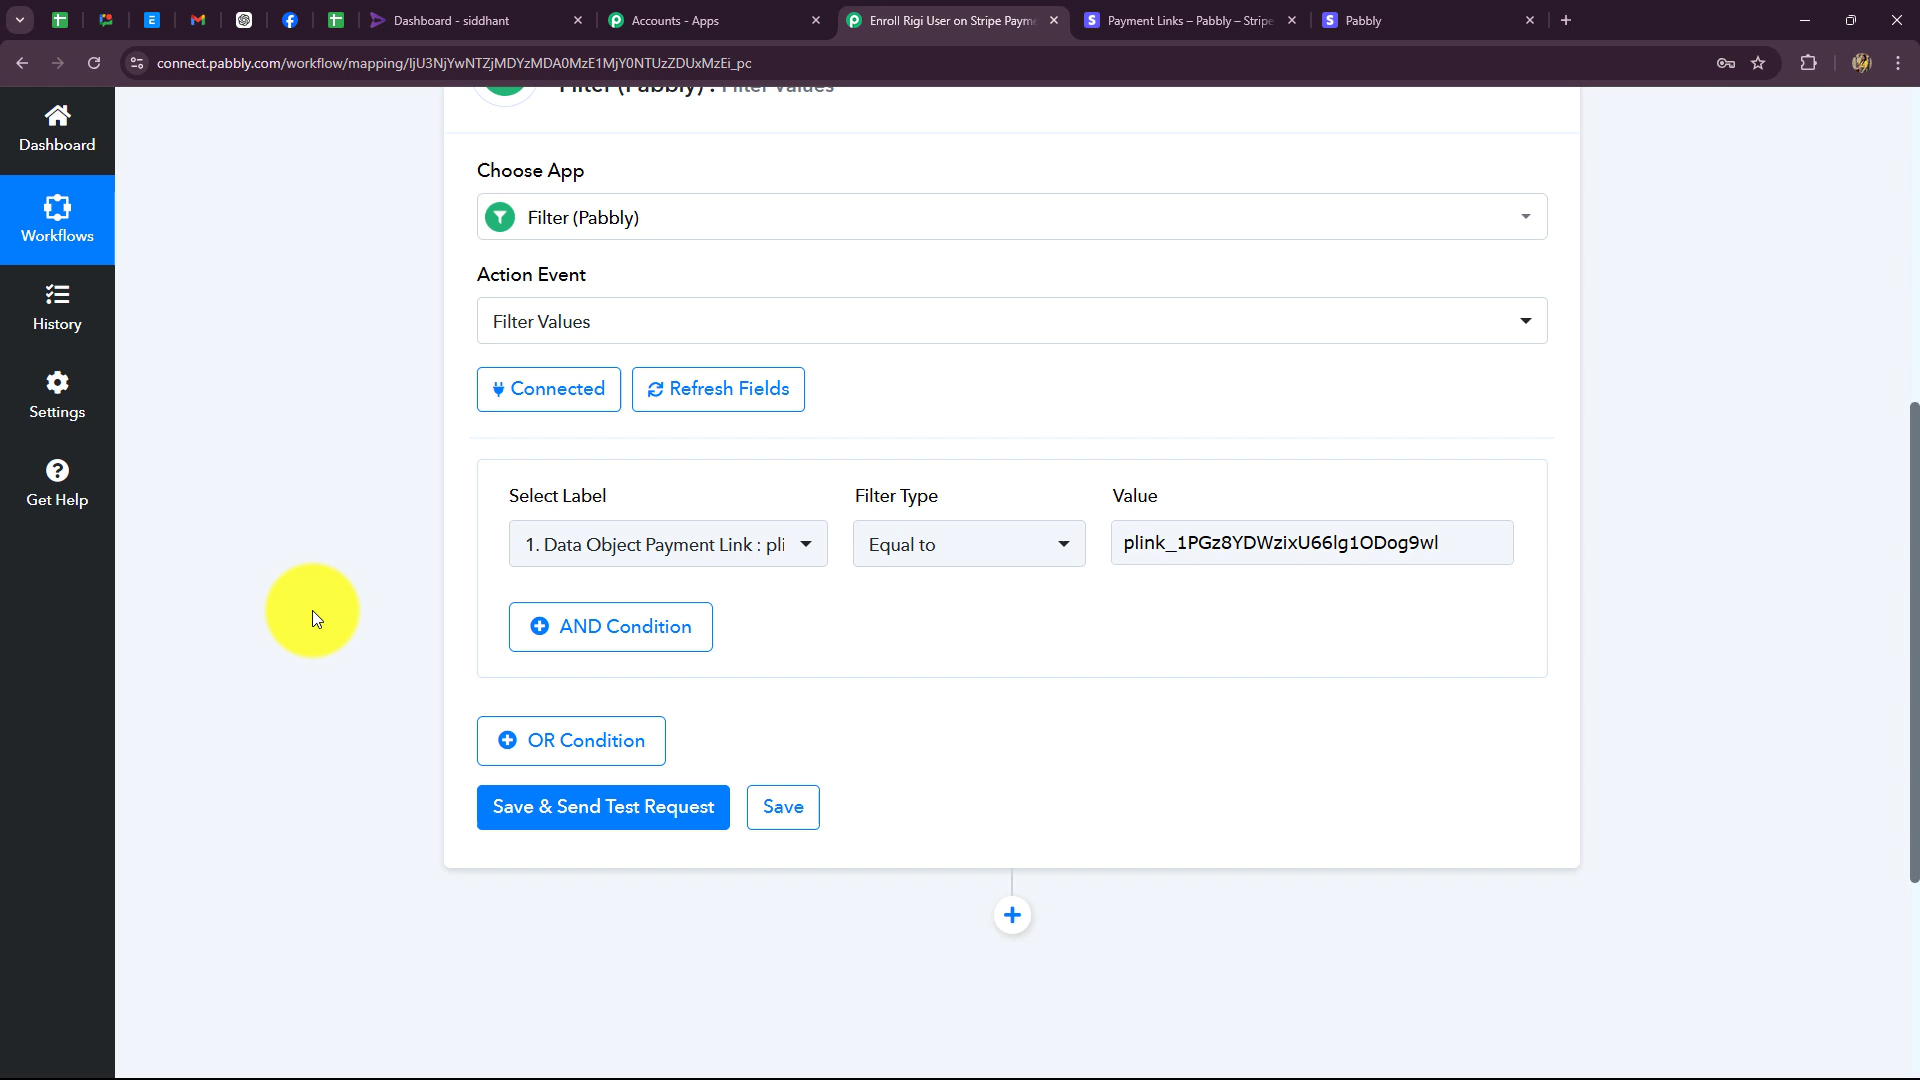 Dashboard - siddhant
Accounts - Apps
Enroll Rigi User on Stripe Payme
Payment Links – Pabbly – Stripe
Pabbly
connect.pabbly.com/workflow/mapping/IjU3NjYwNTZjMDYzMDA0MzE1MjY0NTUzZDUxMzEi_pc
Filter (Pabbly) : Filter Values
Dashboard
Workflows
History
Settings
Get Help
Choose App
Filter (Pabbly)
Action Event
Filter Values
Connected
Refresh Fields
Select Label
Filter Type
Value
1. Data Object Payment Link : pli
Equal to
plink_1PGz8YDWzixU66lg1ODog9wl
AND Condition
OR Condition
Save & Send Test Request
Save